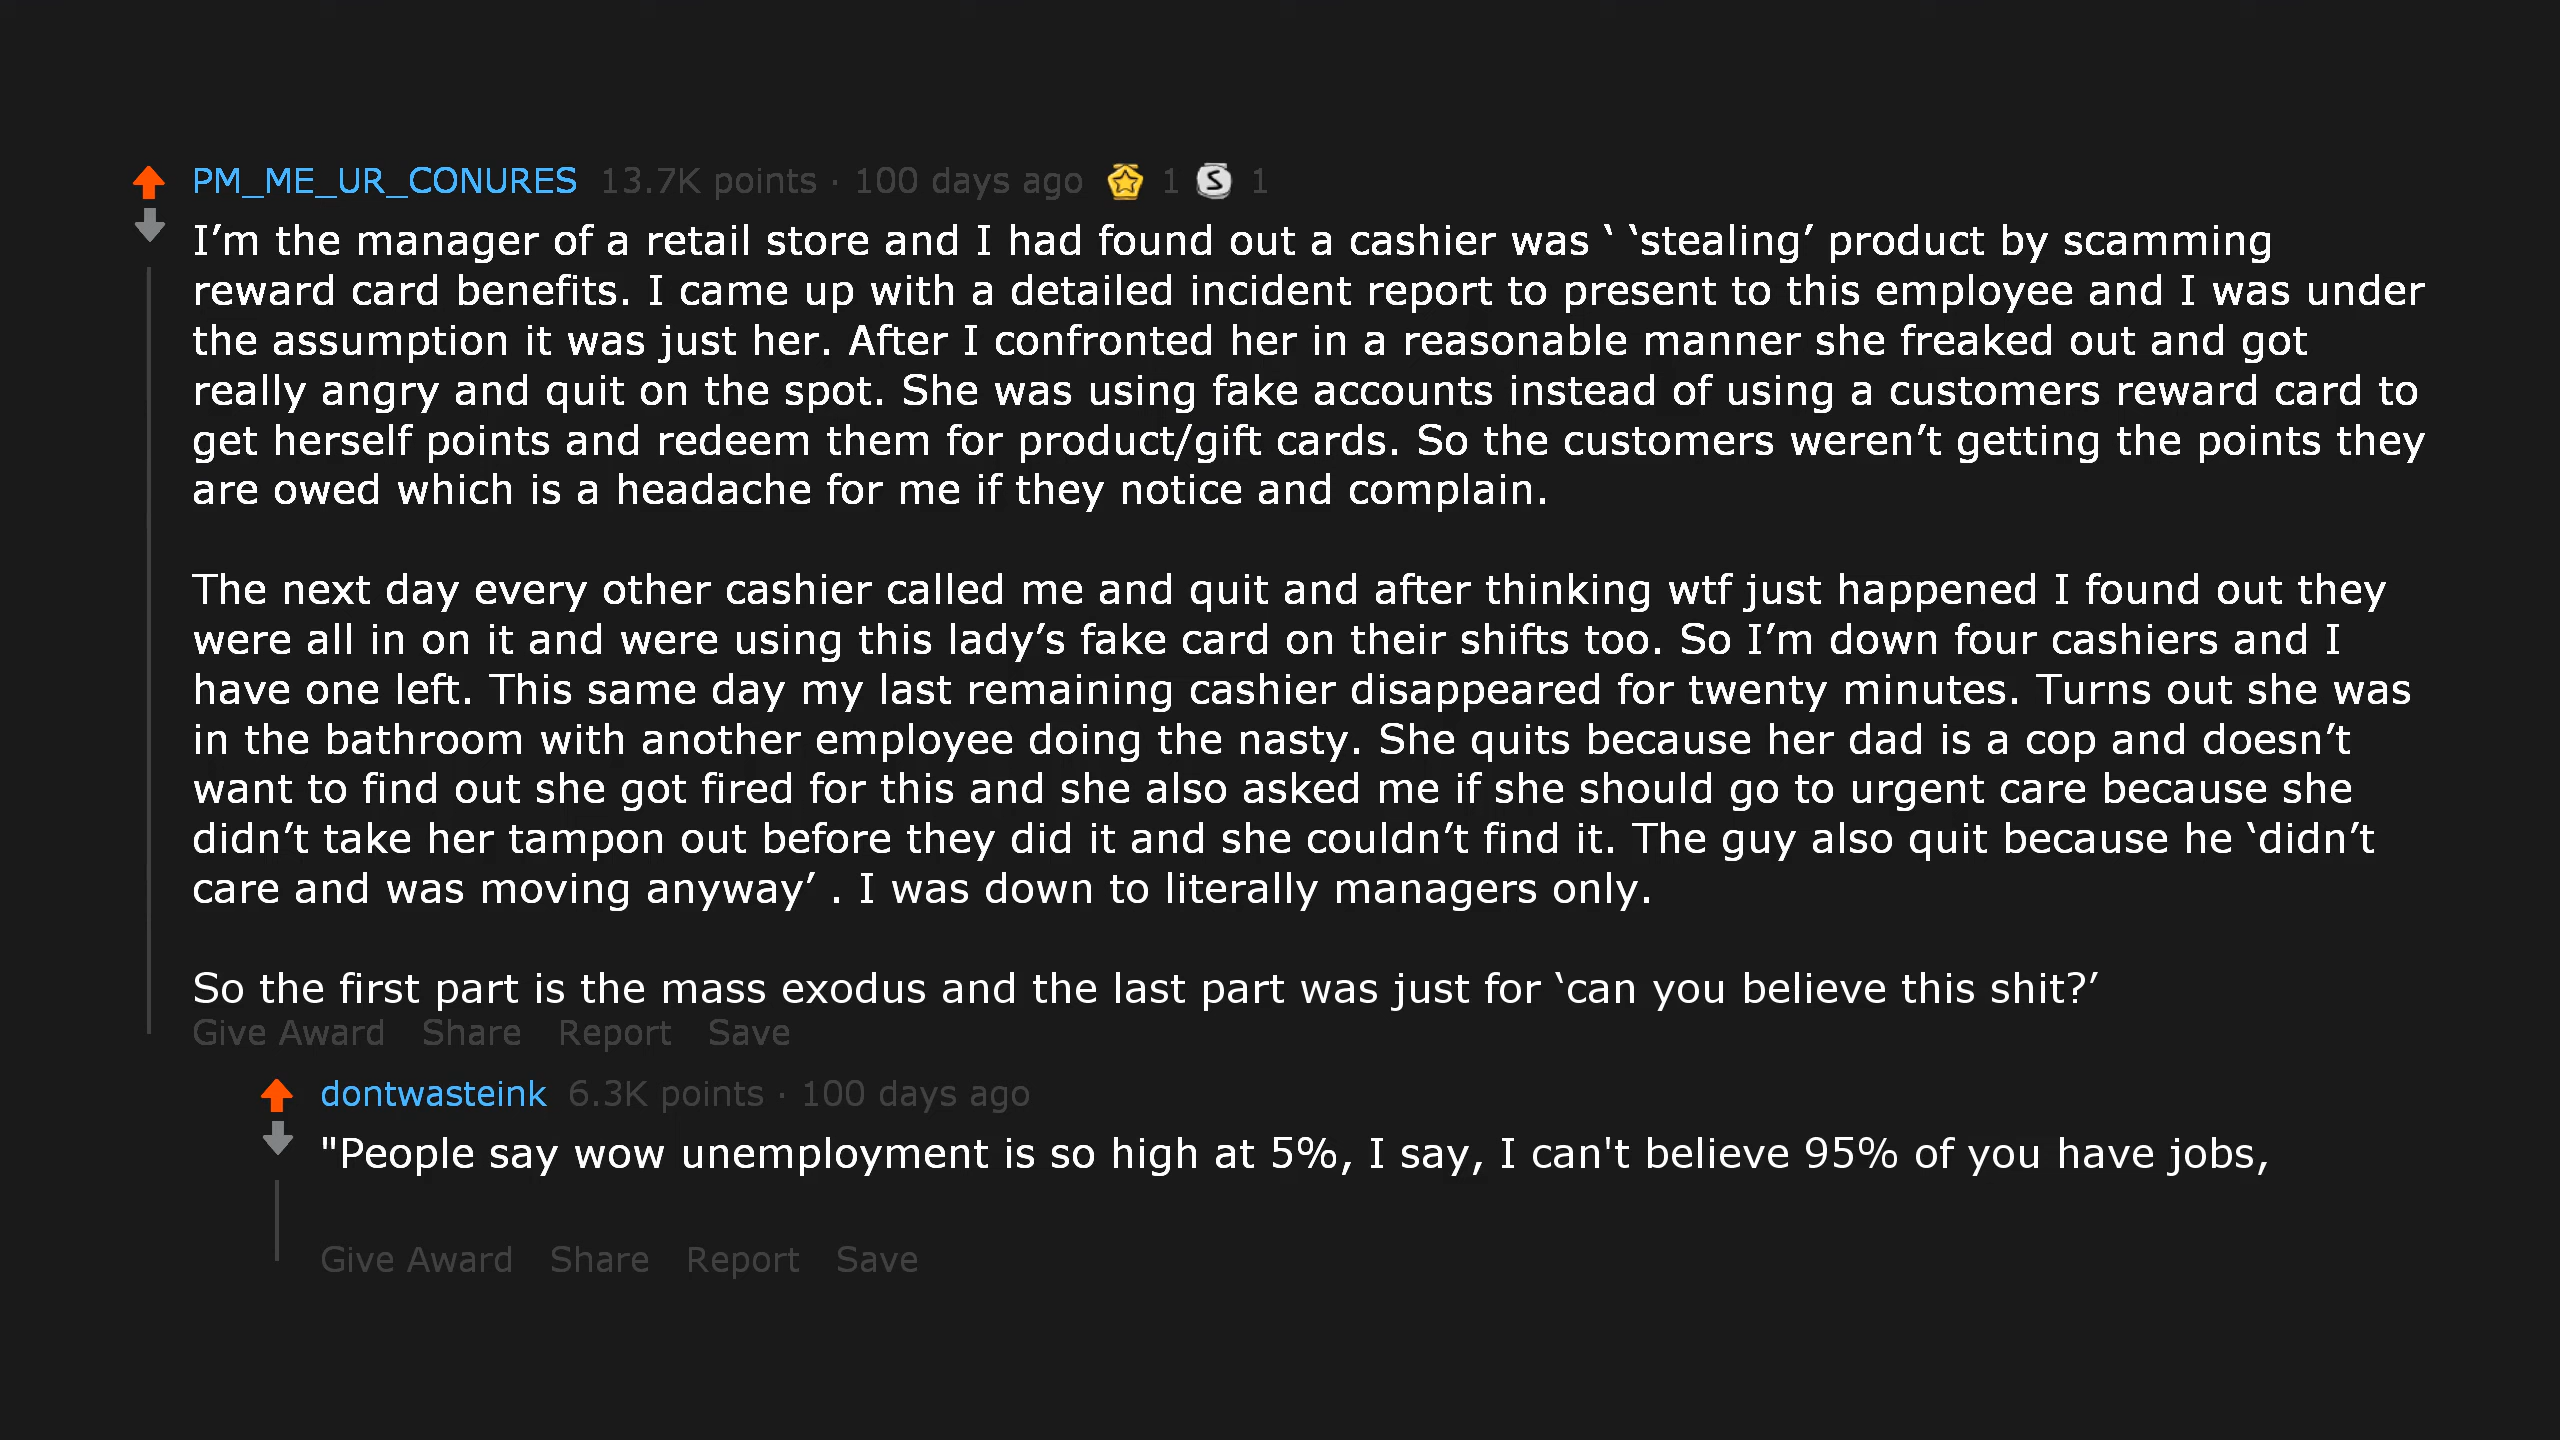 PM_ME_UR_CONURES 13.7K points · 100 days ago 1 S 1
I’m the manager of a retail store and I had found out a cashier was ‘ ‘stealing’ product by scamming
reward card benefits. I came up with a detailed incident report to present to this employee and I was under
the assumption it was just her. After I confronted her in a reasonable manner she freaked out and got
really angry and quit on the spot. She was using fake accounts instead of using a customers reward card to
get herself points and redeem them for product/gift cards. So the customers weren’t getting the points they
are owed which is a headache for me if they notice and complain.
The next day every other cashier called me and quit and after thinking wtf just happened I found out they
were all in on it and were using this lady’s fake card on their shifts too. So I’m down four cashiers and I
have one left. This same day my last remaining cashier disappeared for twenty minutes. Turns out she was
in the bathroom with another employee doing the nasty. She quits because her dad is a cop and doesn’t
want to find out she got fired for this and she also asked me if she should go to urgent care because she
didn’t take her tampon out before they did it and she couldn’t find it. The guy also quit because he ‘didn’t
care and was moving anyway’ . I was down to literally managers only.
So the first part is the mass exodus and the last part was just for ‘can you believe this shit?’
Give Award Share Report Save
dontwasteink 6.3K points · 100 days ago
"People say wow unemployment is so high at 5%, I say, I can't believe 95% of you have jobs,
Give Award Share Report Save